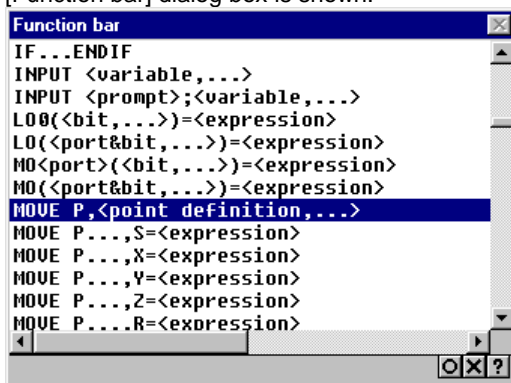 [Function bar] dialog box is shown.
Function bar
IF...ENDIF
INPUT <variable,...>
INPUT <prompt>;<variable,...>
LO0(<bit,...>)=<expression>
LO(<port&bit,...>)=<expression>
MO<port>(<bit,...>)=<expression>
MO(<port&bit,...>)=<expression>
MOVE P,<point definition,...>
MOVE P...,S=<expression>
MOVE P...,X=<expression>
MOVE P...,Y=<expression>
MOVE P...,Z=<expression>
MOVE P....R=<expression>
?